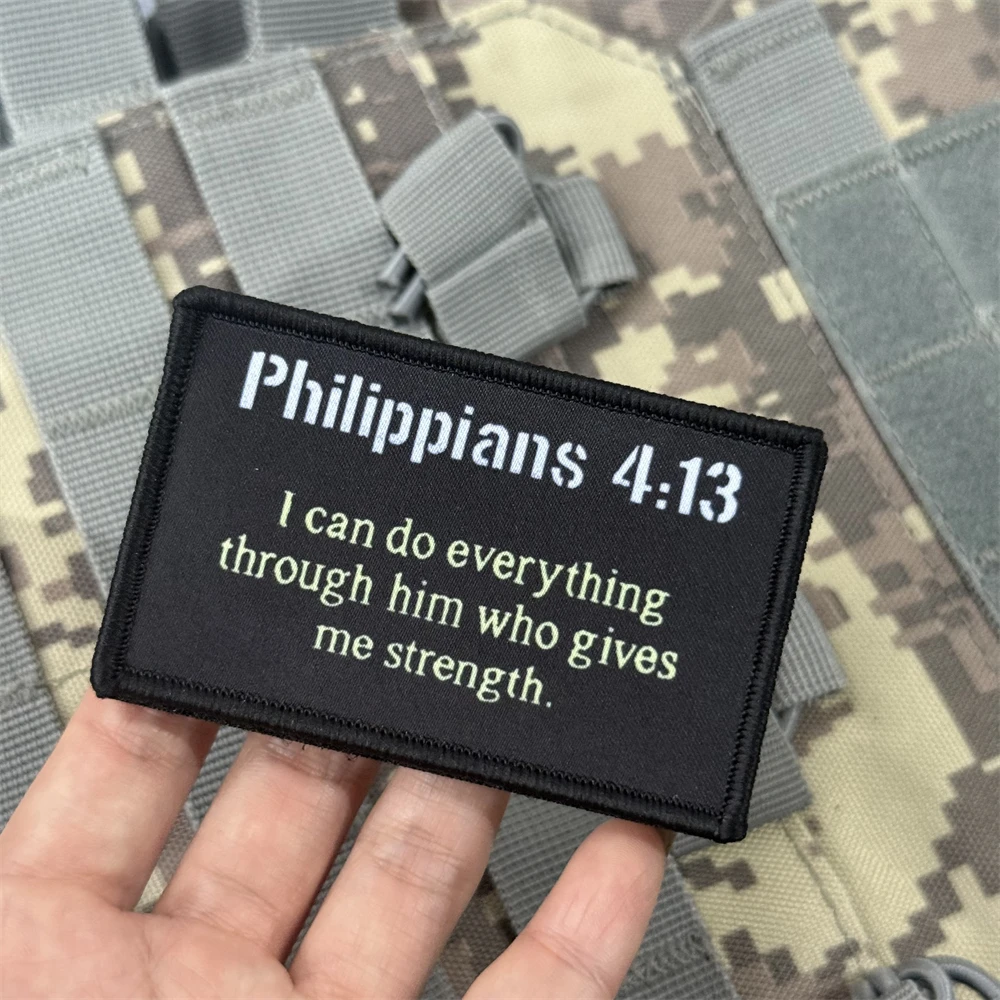 Philippians 4:13
I can do everything
through him who gives
me strength.